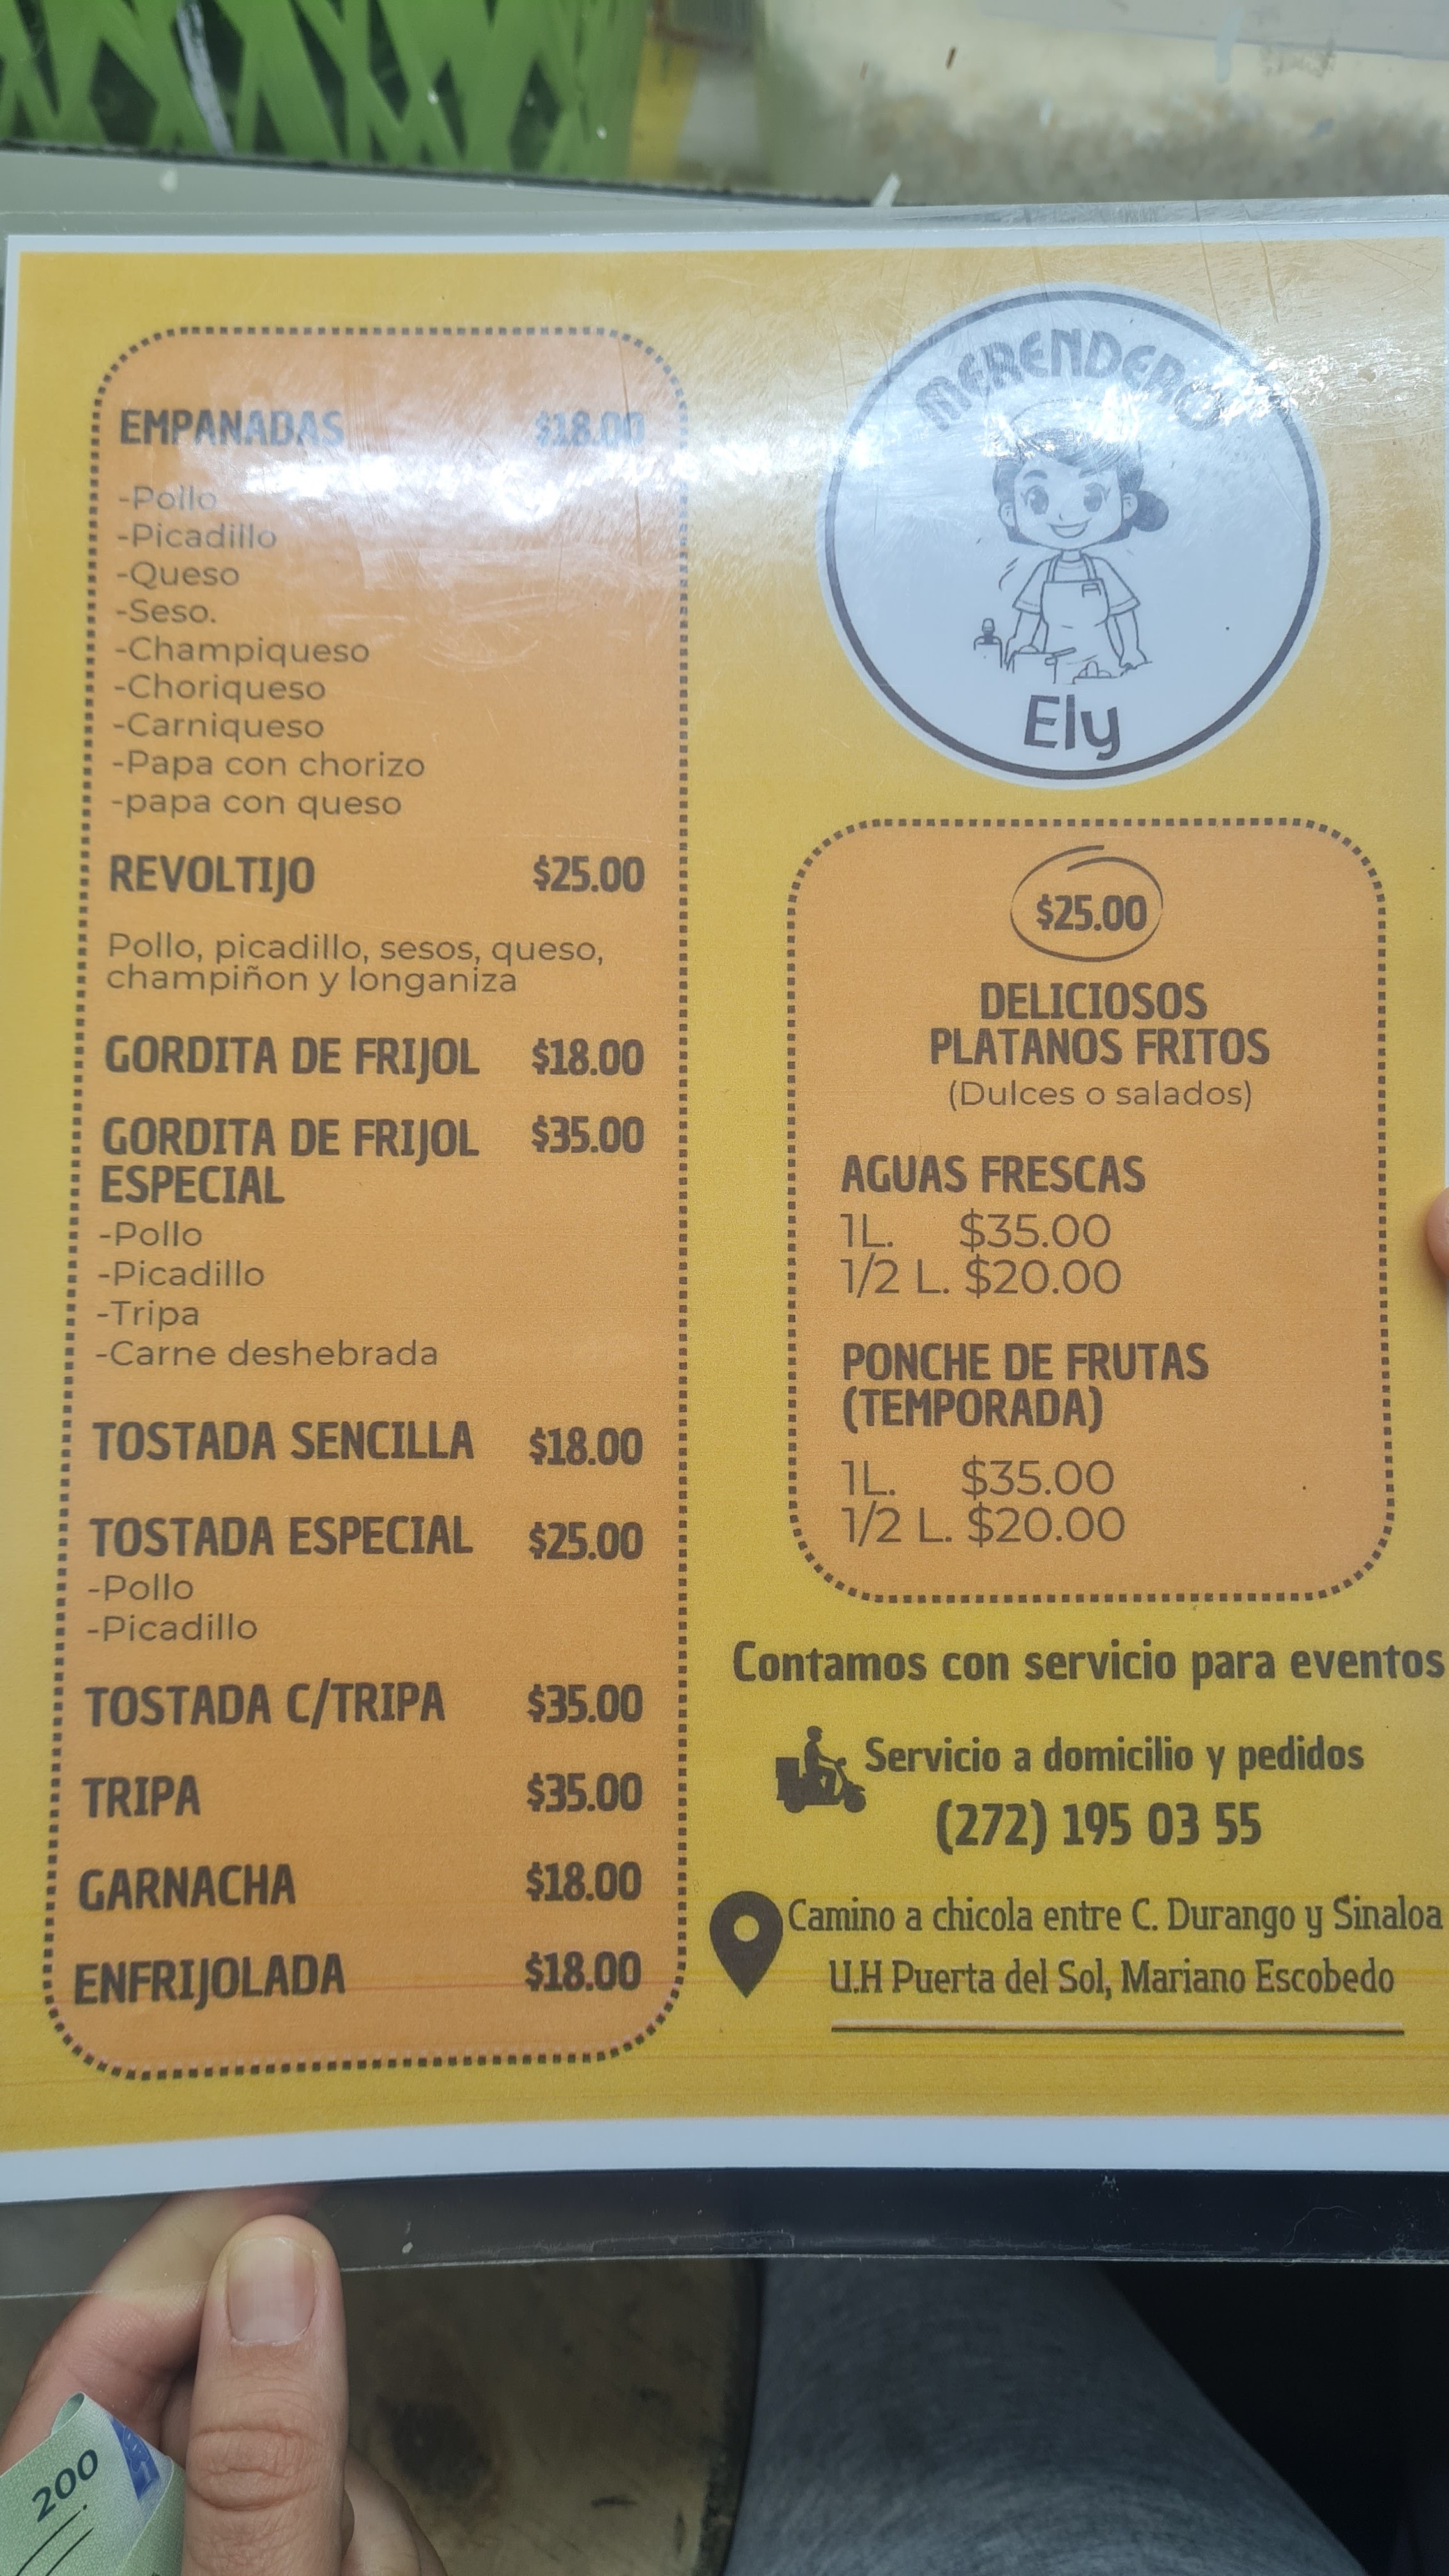 EMPANADAS $18.00
-Pollo
-Picadillo
-Queso
-Seso.
-Champiqueso
-Choriqueso
-Carniqueso
-Papa con chorizo
-papa con queso
REVOLTIJO $25.00
Pollo, picadillo, sesos, queso,
champiñon y longaniza
GORDITA DE FRIJOL $18.00
GORDITA DE FRIJOL $35.00
ESPECIAL
-Pollo
-Picadillo
-Tripa
-Carne deshebrada
TOSTADA SENCILLA $18.00
TOSTADA ESPECIAL $25.00
-Pollo
-Picadillo
TOSTADA C/TRIPA $35.00
TRIPA $35.00
GARNACHA $18.00
ENFRIJOLADA $18.00
MERENDERO
Ely
$25.00
DELICIOSOS
PLATANOS FRITOS
(Dulces o salados)
AGUAS FRESCAS
1L. $35.00
1/2 L. $20.00
PONCHE DE FRUTAS
(TEMPORADA)
1L. $35.00
1/2 L. $20.00
Contamos con servicio para eventos
Servicio a domicilio y pedidos
(272) 195 03 55
Camino a chicola entre C. Durango y Sinaloa
U.H Puerta del Sol, Mariano Escobedo
200